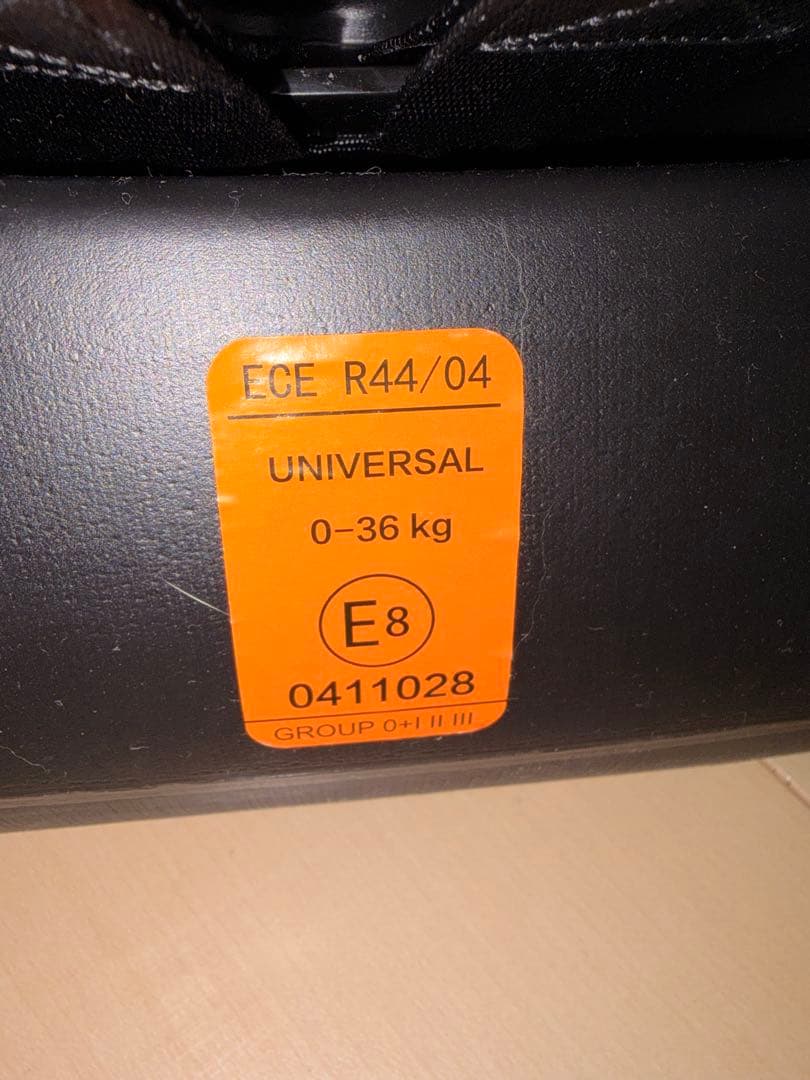 ECE R44/04
UNIVERSAL
0-36 kg
E8
0411028
GROUP 0+I II III